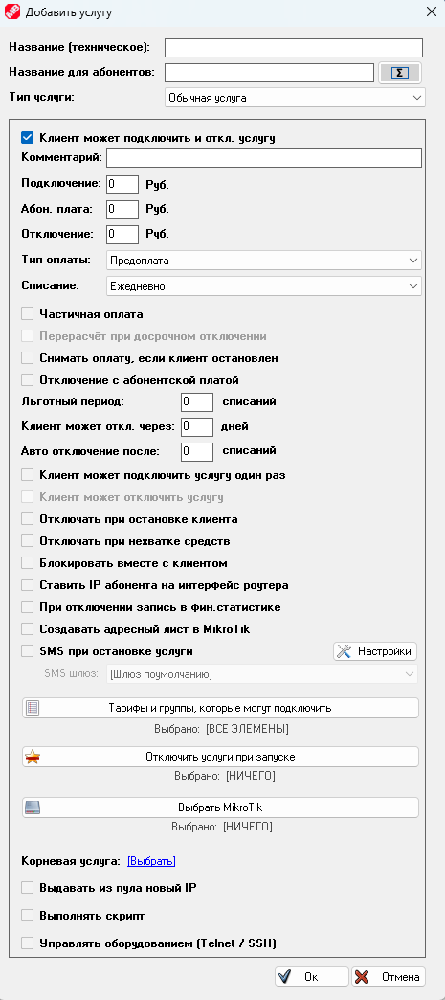 Добавить услугу
Название (техническое):
Название для абонентов: Σ
Тип услуги: Обычная услуга
Клиент может подключить и откл. услугу
Комментарий:
Подключение: 0 Руб.
Абон. плата: 0 Руб.
Отключение: 0 Руб.
Тип оплаты: Предоплата
Списание: Ежедневно
Частичная оплата
Перерасчёт при досрочном отключении
Снимать оплату, если клиент остановлен
Отключение с абонентской платой
Льготный период: 0 списаний
Клиент может откл. через: 0 дней
Авто отключение после: 0 списаний
Клиент может подключить услугу один раз
Клиент может отключить услугу
Отключать при остановке клиента
Отключать при нехватке средств
Блокировать вместе с клиентом
Ставить IP абонента на интерфейс роутера
При отключении запись в фин.статистике
Создавать адресный лист в MikroTik
SMS при остановке услуги Настройки
SMS шлюз: [Шлюз поумолчанию]
Тарифы и группы, которые могут подключить
Выбрано: [ВСЕ ЭЛЕМЕНЫ]
Отключить услуги при запуске
Выбрано: [НИЧЕГО]
Выбрать MikroTik
Выбрано: [НИЧЕГО]
Корневая услуга: [Выбрать]
Выдавать из пула новый IP
Выполнять скрипт
Управлять оборудованием (Telnet / SSH)
Ок Отмена